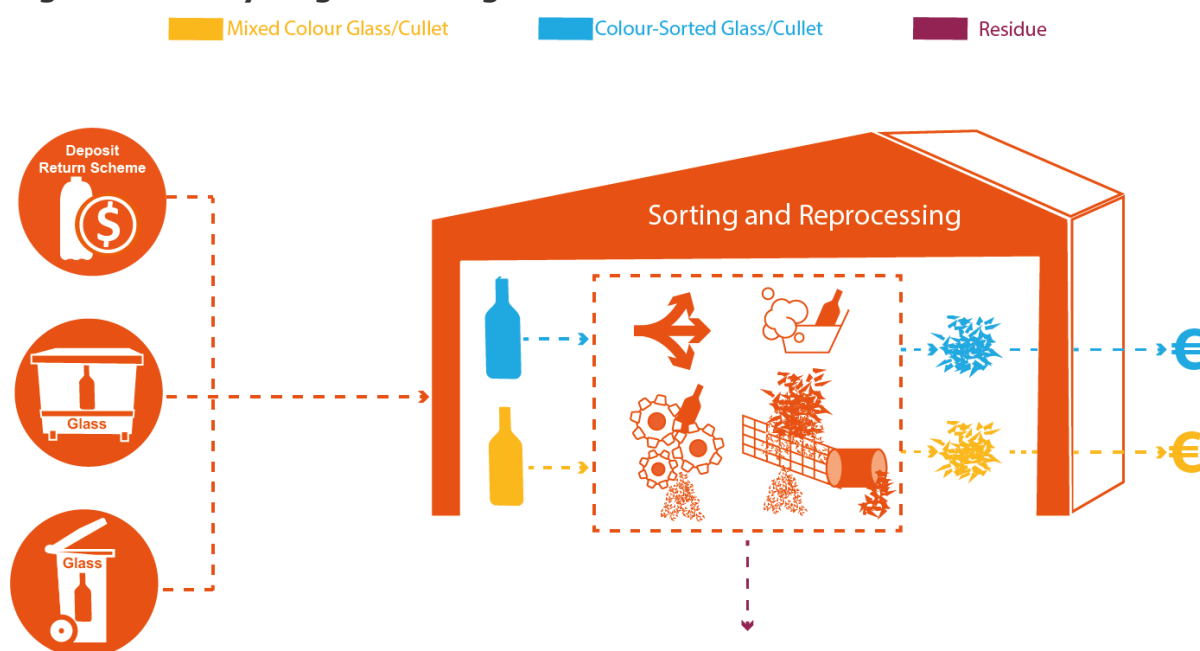 Mixed Colour Glass/Cullet
Colour-Sorted Glass/Cullet
Residue
Deposit
Return Scheme
$
Sorting and Reprocessing
Glass
Glass
€
€